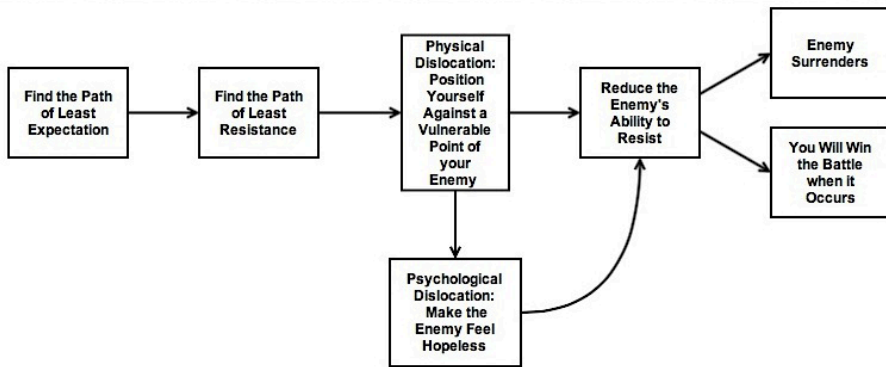 Find the Path
of Least
Expectation
Find the Path
of Least
Resistance
Physical
Dislocation:
Position
Yourself
Against a
Vulnerable
Point of
your
Enemy
Psychological
Dislocation:
Make the
Enemy Feel
Hopeless
Reduce the
Enemy's
Ability to
Resist
Enemy
Surrenders
You Will Win
the Battle
when it
Occurs